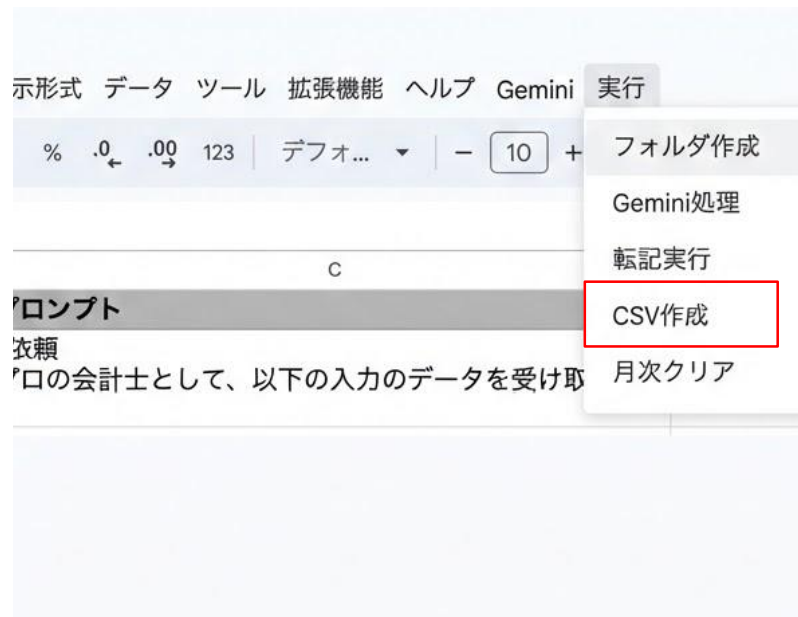 示形式 データ ツール 拡張機能 ヘルプ Gemini 実行
% .0 .00 123 デフォ... − 10 +
フォルダ作成
Gemini処理
転記実行
CSV作成
月次クリア
C
プロンプト
依頼
プロの会計士として、以下の入力のデータを受け取